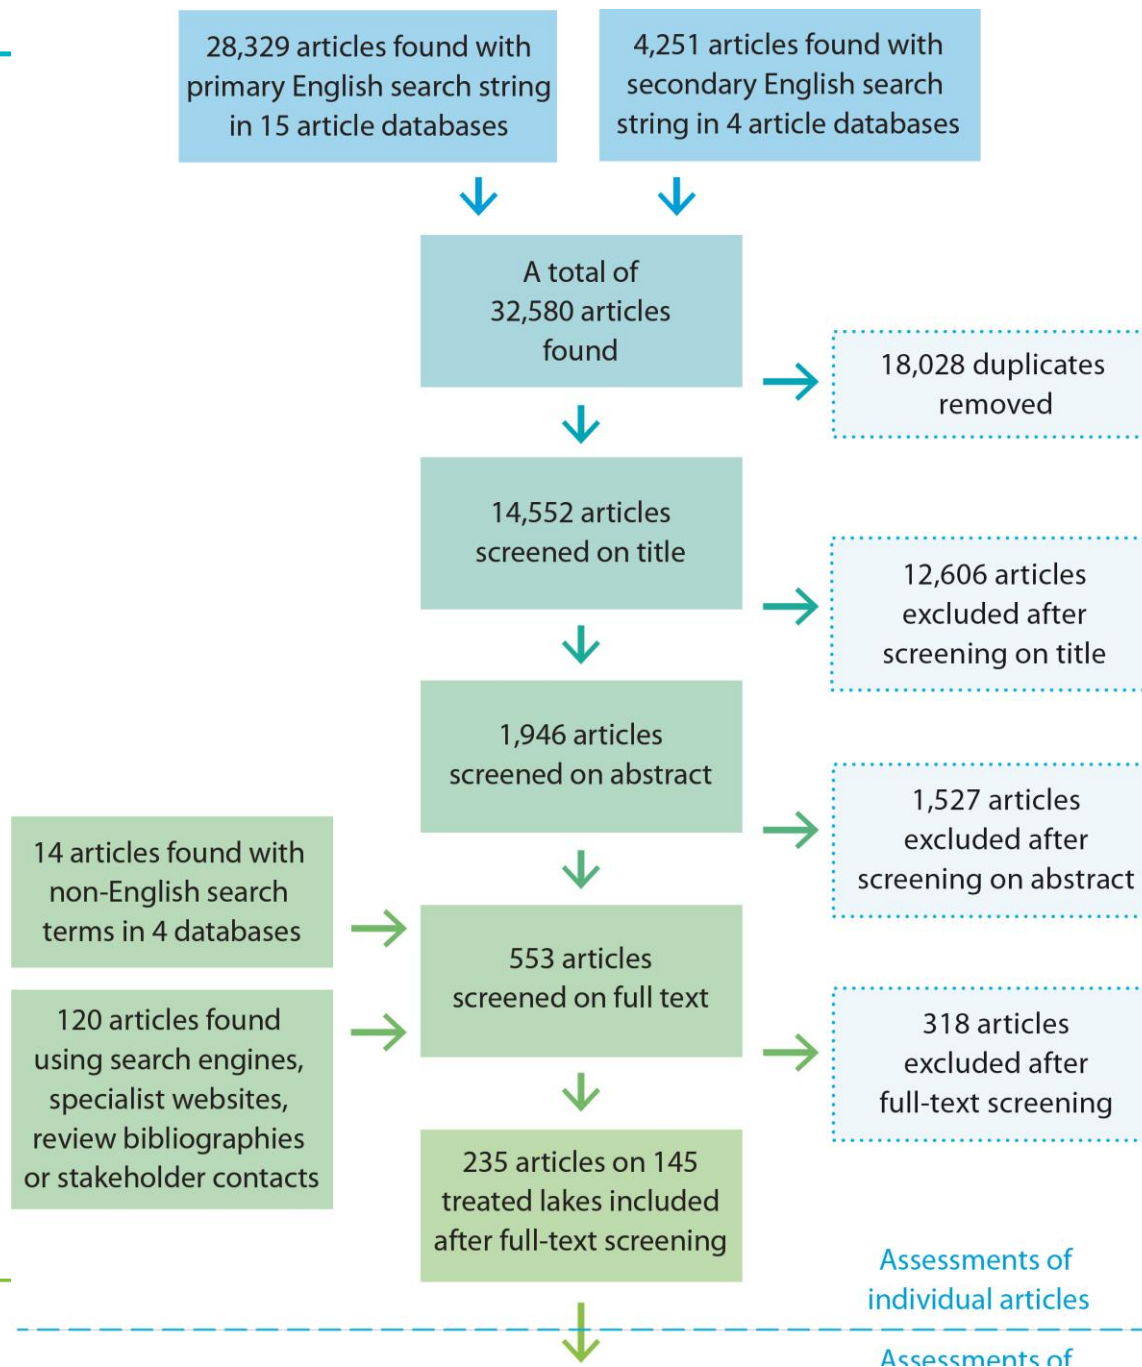 28,329 articles found with
primary English search string
in 15 article databases
4,251 articles found with
secondary English search
string in 4 article databases
A total of
32,580 articles
found
18,028 duplicates
removed
14,552 articles
screened on title
12,606 articles
excluded after
screening on title
1,946 articles
screened on abstract
1,527 articles
excluded after
screening on abstract
14 articles found with
non-English search
terms in 4 databases
553 articles
screened on full text
120 articles found
using search engines,
specialist websites,
review bibliographies
or stakeholder contacts
318 articles
excluded after
full-text screening
235 articles on 145
treated lakes included
after full-text screening
Assessments of
individual articles
Assessments of